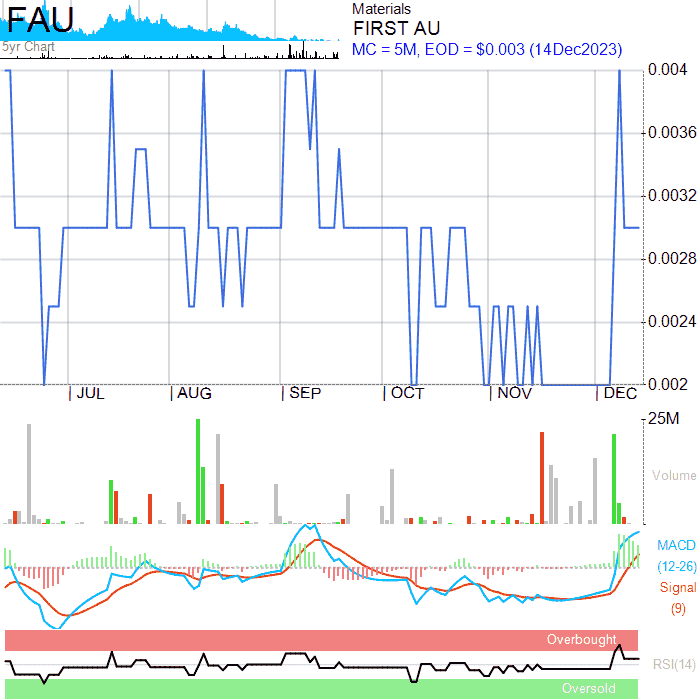 FAU
5yr Chart
Materials
FIRST AU
MC = 5M, EOD = $0.003 (14Dec2023)
0.004
0.0036
0.0032
0.0028
0.0024
0.002
JUL AUG SEP OCT NOV DEC
25M
Volume
MACD
(12-26)
Signal
(9)
Overbought
RSI(14)
Oversold